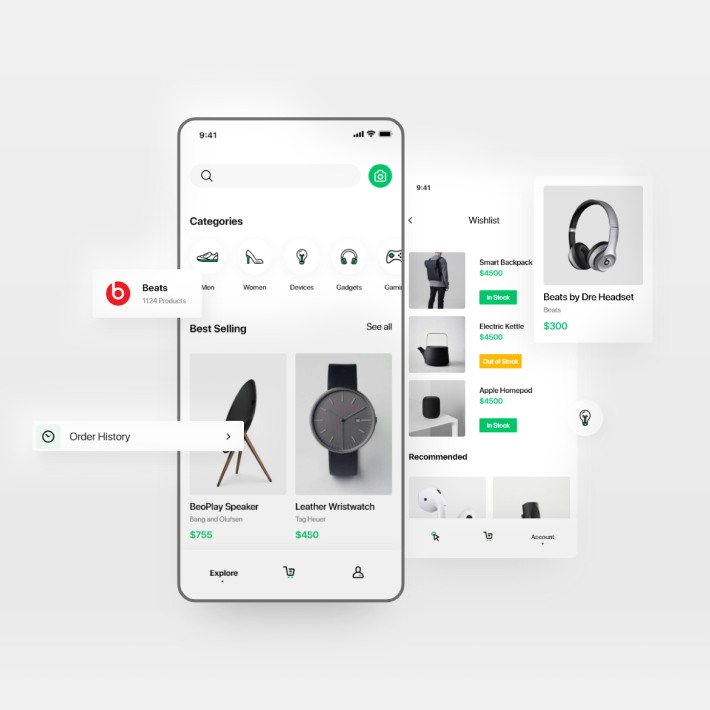 9:41
Categories
Men
Women
Devices
Gadgets
Gami
Beats
1124 Products
Best Selling
See all
Order History
BeoPlay Speaker
Bang and Olufsen
$755
Leather Wristwatch
Tag Heuer
$450
Explore
9:41
Wishlist
Smart Backpack
$4500
In Stock
Electric Kettle
$4500
Out of Stock
Apple Homepod
$4500
In Stock
Recommended
Account
Beats by Dre Headset
Beats
$300